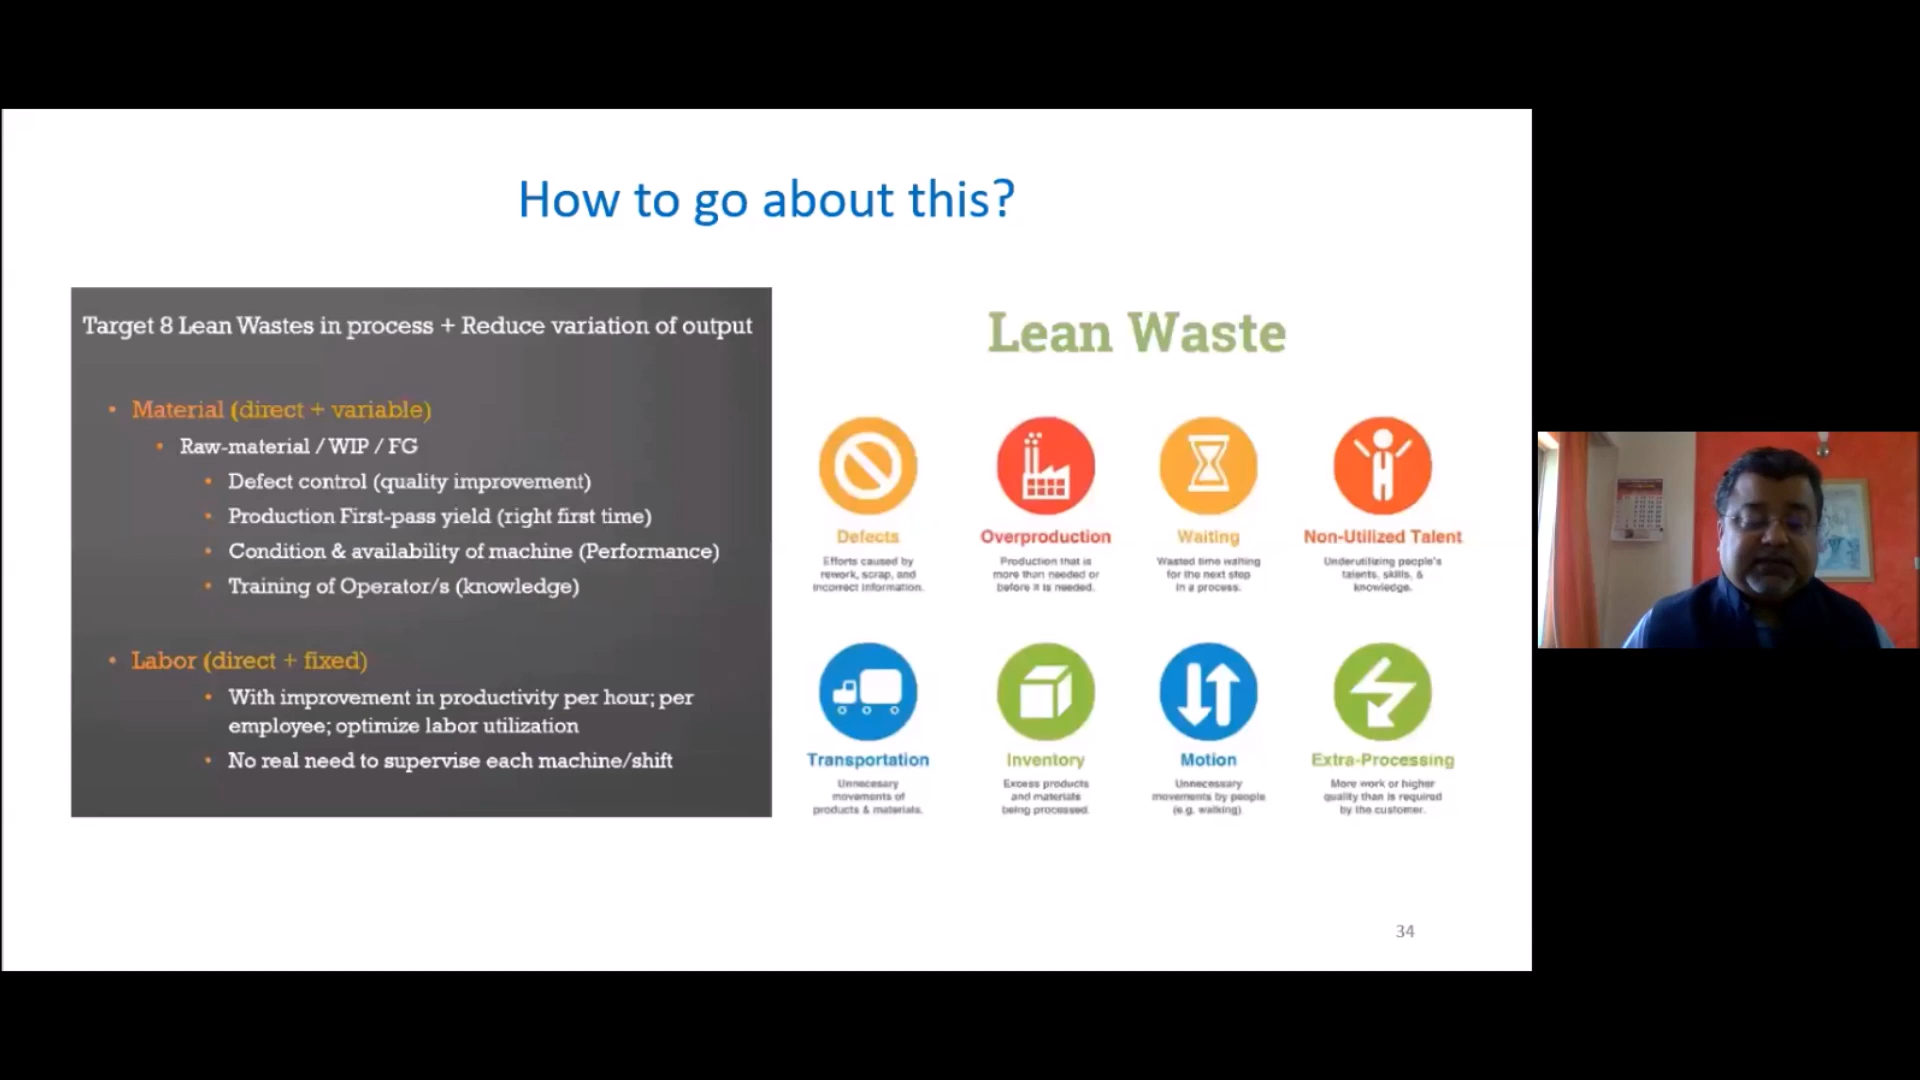 How to go about this?
Target 8 Lean Wastes in process + Reduce variation of output
• Material (direct + variable)
• Raw-material / WIP / FG
• Defect control (quality improvement)
• Production First-pass yield (right first time)
• Condition & availability of machine (Performance)
• Training of Operator/s (knowledge)
• Labor (direct + fixed)
• With improvement in productivity per hour; per
employee; optimize labor utilization
• No real need to supervise each machine/shift
Lean Waste
Defects
Efforts caused by
rework, scrap, and
incorrect information.
Overproduction
Production that is
more than needed or
before it is needed.
Waiting
Wasted time waiting
for the next step
in a process.
Non-Utilized Talent
Underutilizing people's
talents, skills, &
knowledge.
Transportation
Unnecessary
movements of
products & materials.
Inventory
Excess products
and materials
being processed.
Motion
Unnecessary
movements by people
(e.g. walking)
Extra-Processing
More work or higher
quality than is required
by the customer.
34